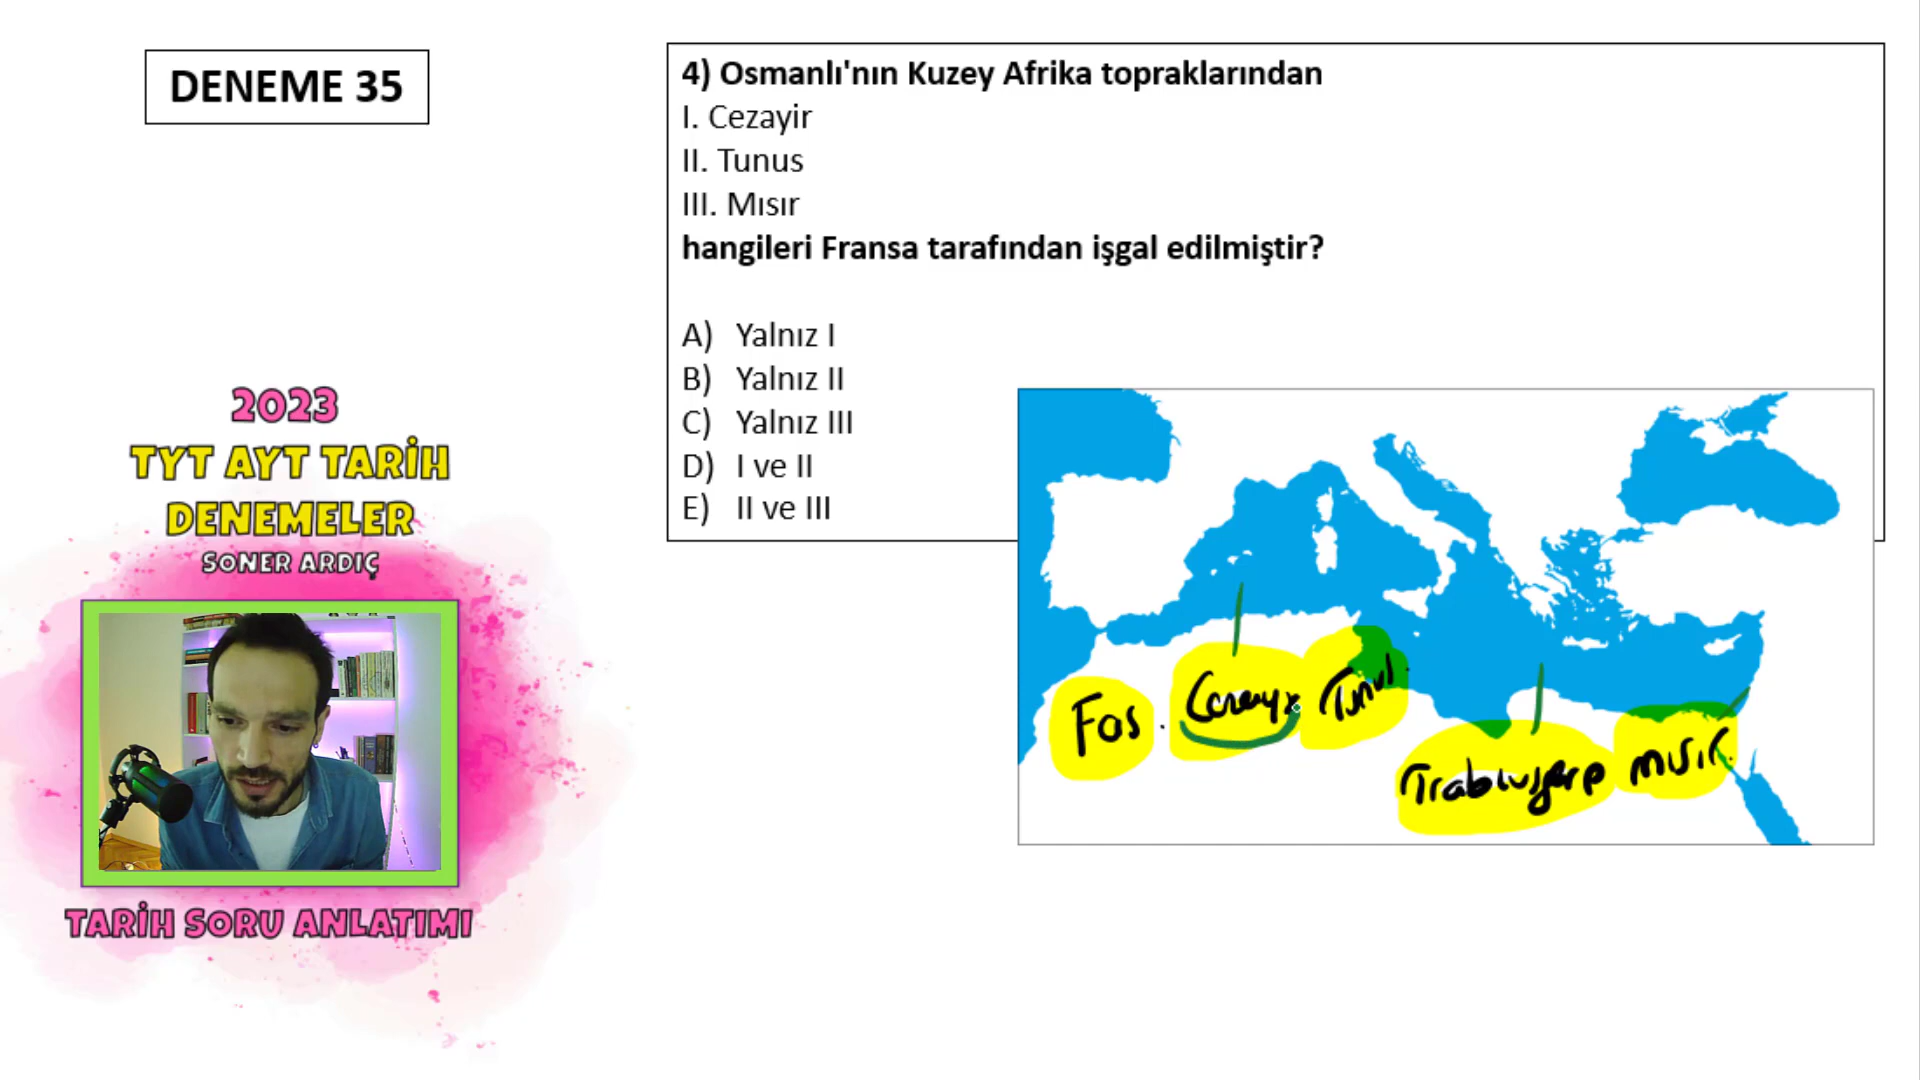 DENEME 35
4) Osmanlı'nın Kuzey Afrika topraklarından
I. Cezayir
II. Tunus
III. Mısır
hangileri Fransa tarafından işgal edilmiştir?
A) Yalnız I
B) Yalnız II
C) Yalnız III
D) I ve II
E) II ve III
2023
TYT AYT TARİH
DENEMELER
SONER ARDIÇ
TARİH SORU ANLATIMI
Fas
Cezayir
Tunus
Trablusgarp
Mısır